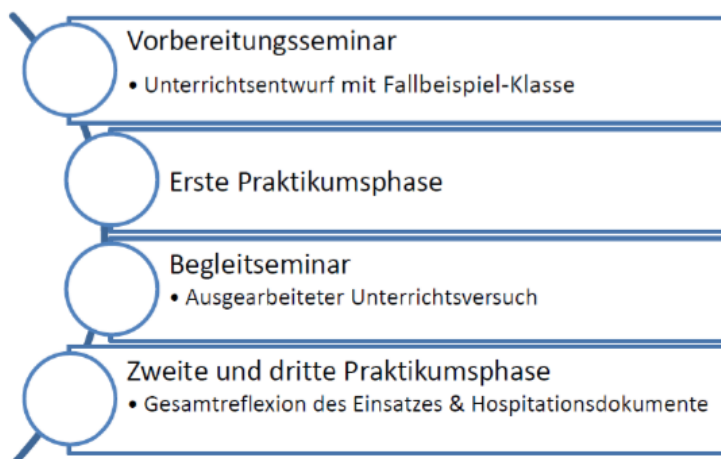 Vorbereitungsseminar
• Unterrichtsentwurf mit Fallbeispiel-Klasse
Erste Praktikumsphase
Begleitseminar
• Ausgearbeiteter Unterrichtsversuch
Zweite und dritte Praktikumsphase
• Gesamtreflexion des Einsatzes & Hospitationsdokumente